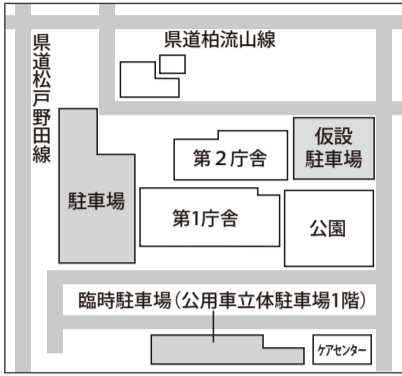 県道松戸野田線
県道柏流山線
第2庁舎
仮設
駐車場
駐車場
第1庁舎
公園
臨時駐車場(公用車立体駐車場1階)
ケアセンター